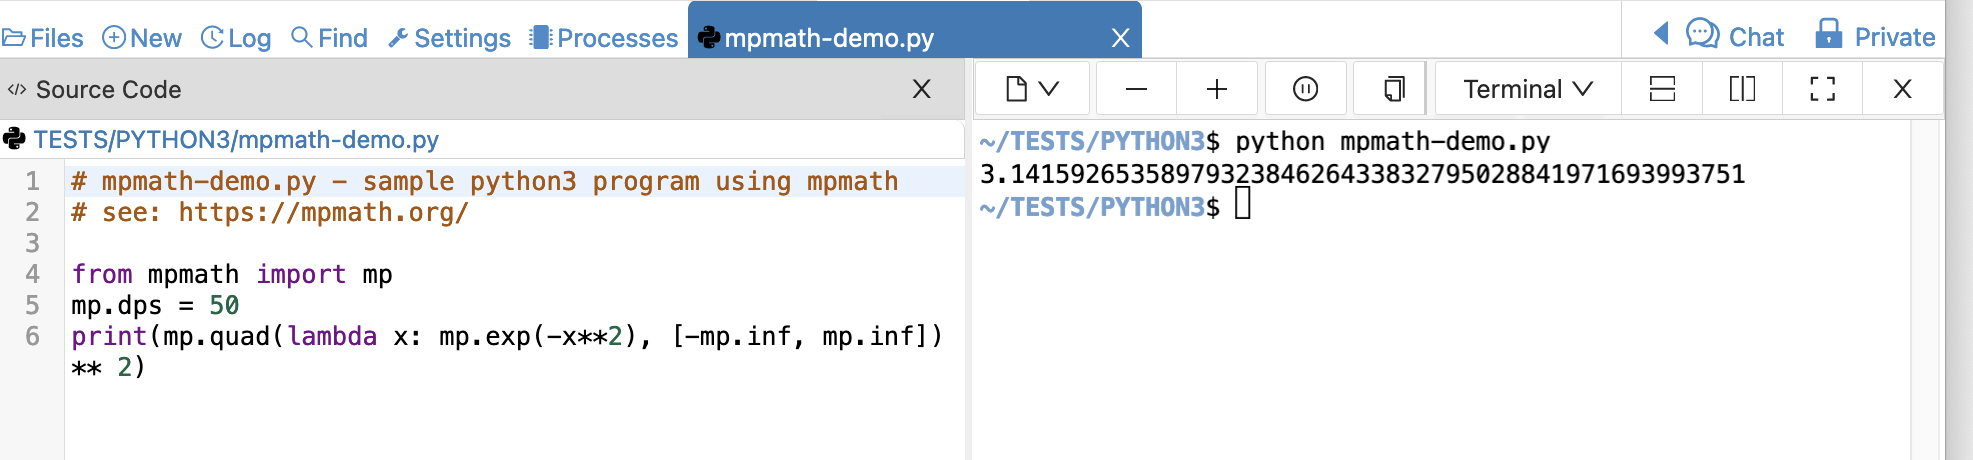 Files New Log Find Settings Processes mpmath-demo.py X Chat Private
</> Source Code X
Terminal X
TESTS/PYTHON3/mpmath-demo.py
1 # mpmath-demo.py - sample python3 program using mpmath
2 # see: https://mpmath.org/
3
4 from mpmath import mp
5 mp.dps = 50
6 print(mp.quad(lambda x: mp.exp(-x**2), [-mp.inf, mp.inf])
** 2)
~/TESTS/PYTHON3$ python mpmath-demo.py
3.1415926535897932384626433832795028841971693993751
~/TESTS/PYTHON3$